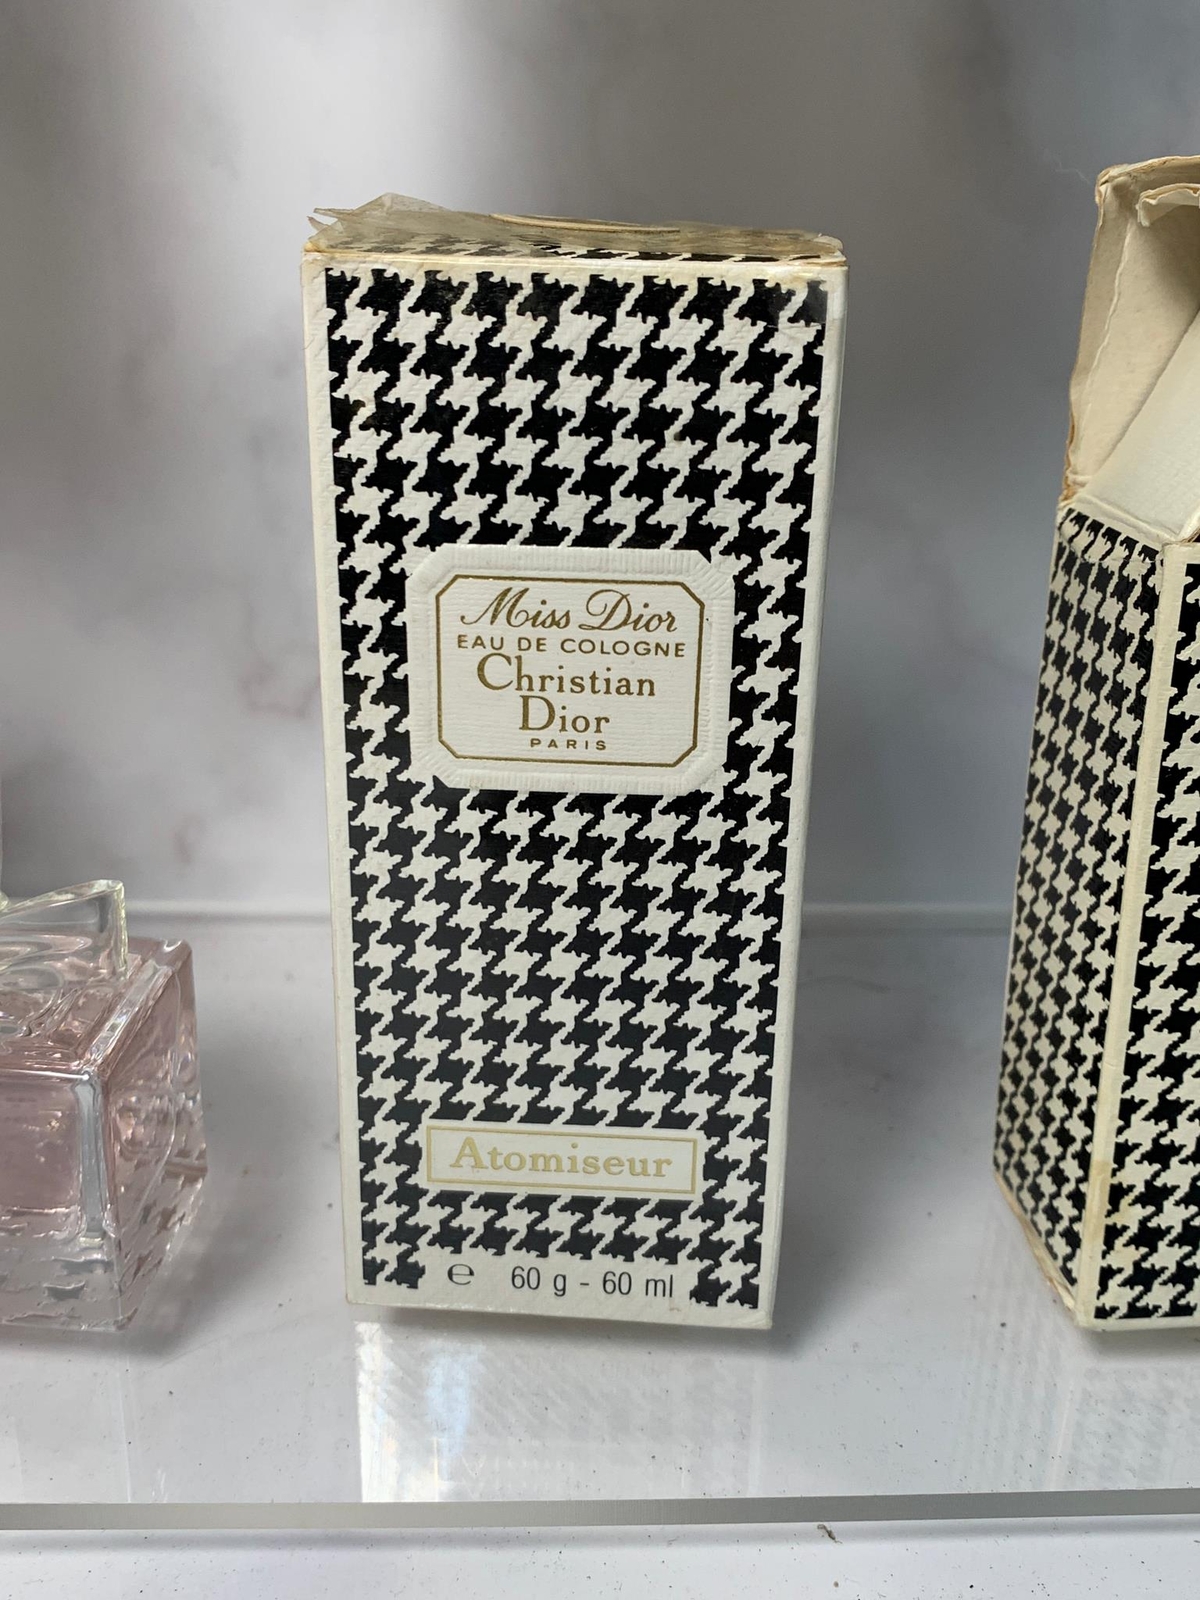 Miss Dior
EAU DE COLOGNE
Christian
Dior
PARIS
Atomiseur
℮ 60 g - 60 ml